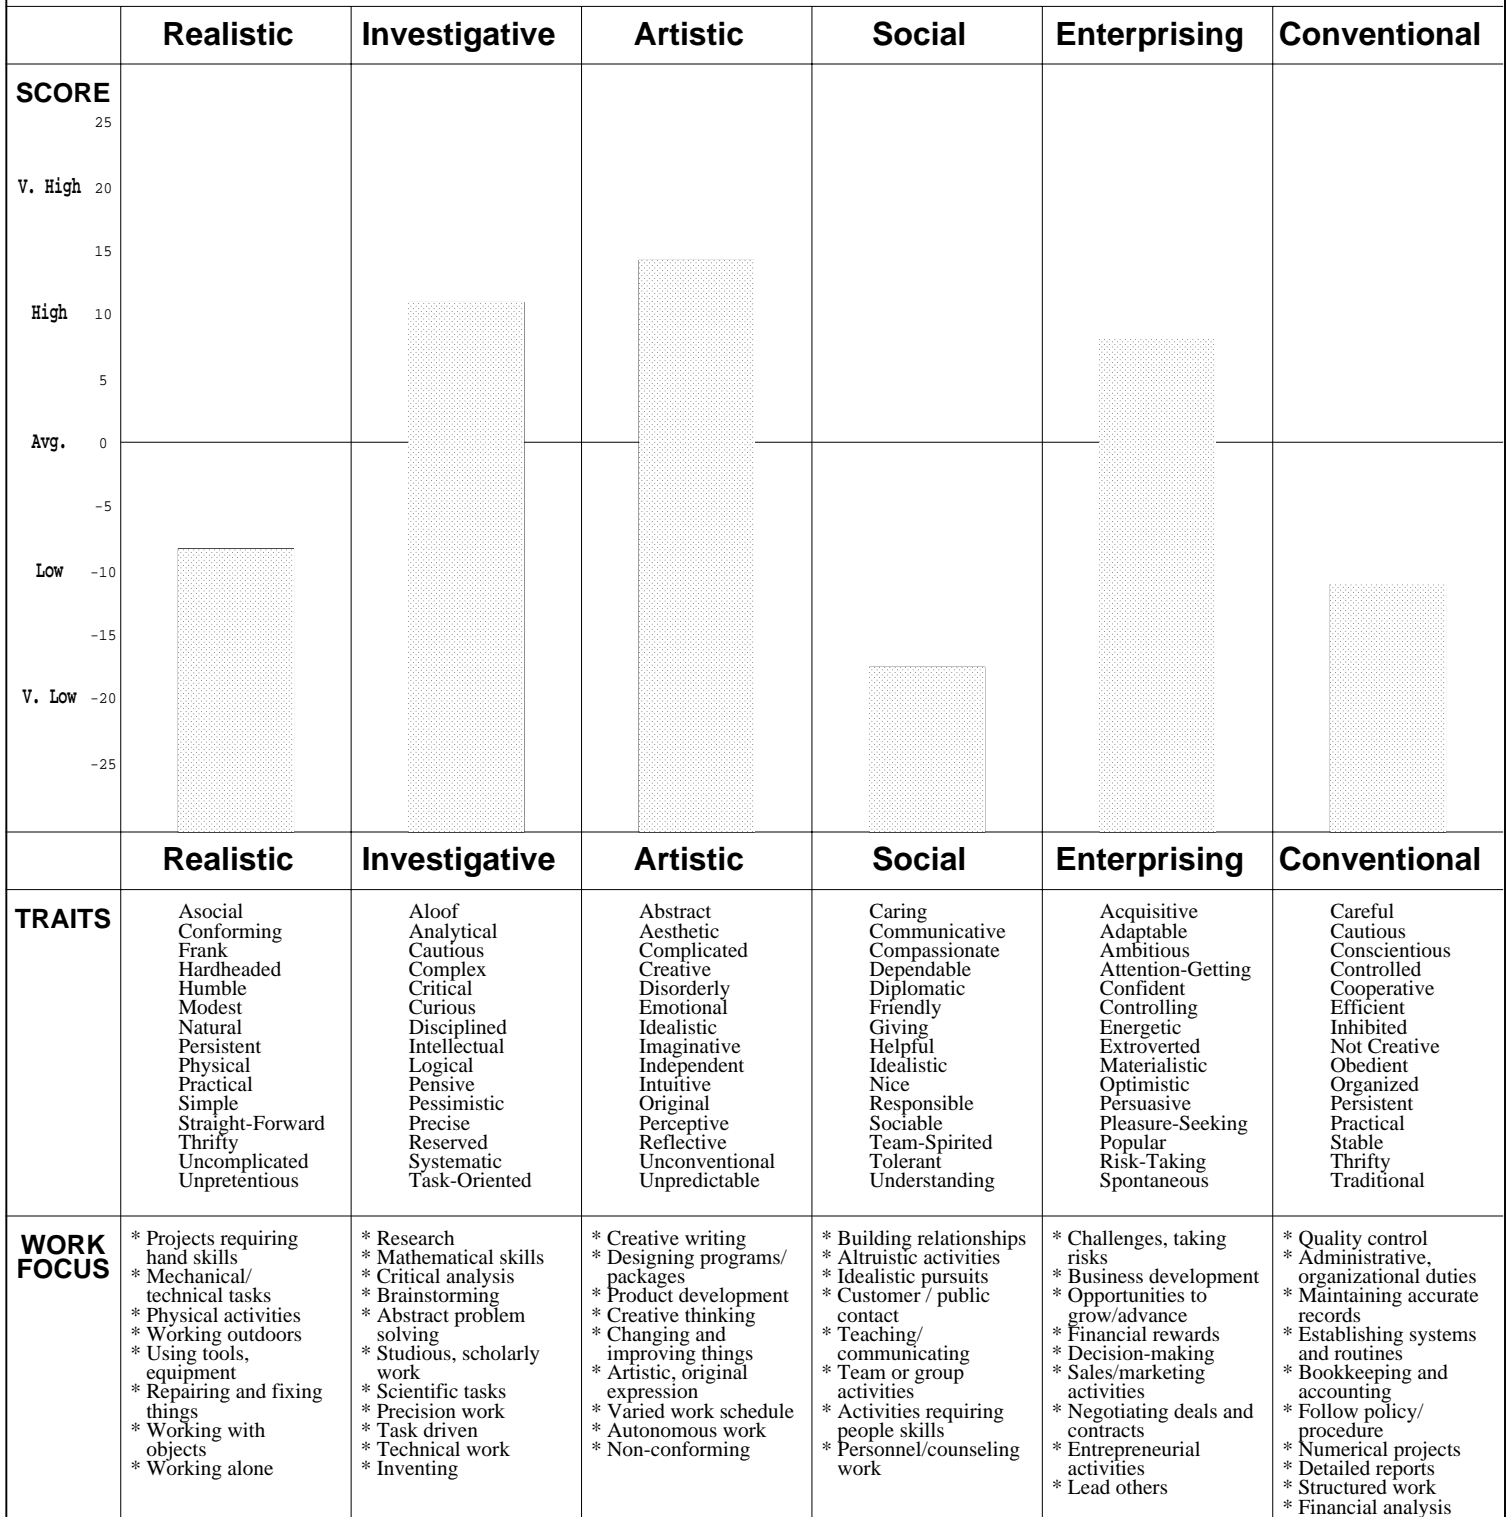 Realistic Investigative Artistic Social Enterprising Conventional
SCORE
25
V. High 20
15
High 10
5
Avg. 0
-5
Low -10
-15
V. Low -20
-25
Realistic Investigative Artistic Social Enterprising Conventional
TRAITS
Asocial
Conforming
Frank
Hardheaded
Humble
Modest
Natural
Persistent
Physical
Practical
Simple
Straight-Forward
Thrifty
Uncomplicated
Unpretentious
Aloof
Analytical
Cautious
Complex
Critical
Curious
Disciplined
Intellectual
Logical
Pensive
Pessimistic
Precise
Reserved
Systematic
Task-Oriented
Abstract
Aesthetic
Complicated
Creative
Disorderly
Emotional
Idealistic
Imaginative
Independent
Intuitive
Original
Perceptive
Reflective
Unconventional
Unpredictable
Caring
Communicative
Compassionate
Dependable
Diplomatic
Friendly
Giving
Helpful
Idealistic
Nice
Responsible
Sociable
Team-Spirited
Tolerant
Understanding
Acquisitive
Adaptable
Ambitious
Attention-Getting
Confident
Controlling
Energetic
Extroverted
Materialistic
Optimistic
Persuasive
Pleasure-Seeking
Popular
Risk-Taking
Spontaneous
Careful
Cautious
Conscientious
Controlled
Cooperative
Efficient
Inhibited
Not Creative
Obedient
Organized
Persistent
Practical
Stable
Thrifty
Traditional
WORK
FOCUS
* Projects requiring
hand skills
* Mechanical/
technical tasks
* Physical activities
* Working outdoors
* Using tools,
equipment
* Repairing and fixing
things
* Working with
objects
* Working alone
* Research
* Mathematical skills
* Critical analysis
* Brainstorming
* Abstract problem
solving
* Studious, scholarly
work
* Scientific tasks
* Precision work
* Task driven
* Technical work
* Inventing
* Creative writing
* Designing programs/
packages
* Product development
* Creative thinking
* Changing and
improving things
* Artistic, original
expression
* Varied work schedule
* Autonomous work
* Non-conforming
* Building relationships
* Altruistic activities
* Idealistic pursuits
* Customer / public
contact
* Teaching/
communicating
* Team or group
activities
* Activities requiring
people skills
* Personnel/counseling
work
* Challenges, taking
risks
* Business development
* Opportunities to
grow/advance
* Financial rewards
* Decision-making
* Sales/marketing
activities
* Negotiating deals and
contracts
* Entrepreneurial
activities
* Lead others
* Quality control
* Administrative,
organizational duties
* Maintaining accurate
records
* Establishing systems
and routines
* Bookkeeping and
accounting
* Follow policy/
procedure
* Numerical projects
* Detailed reports
* Structured work
* Financial analysis